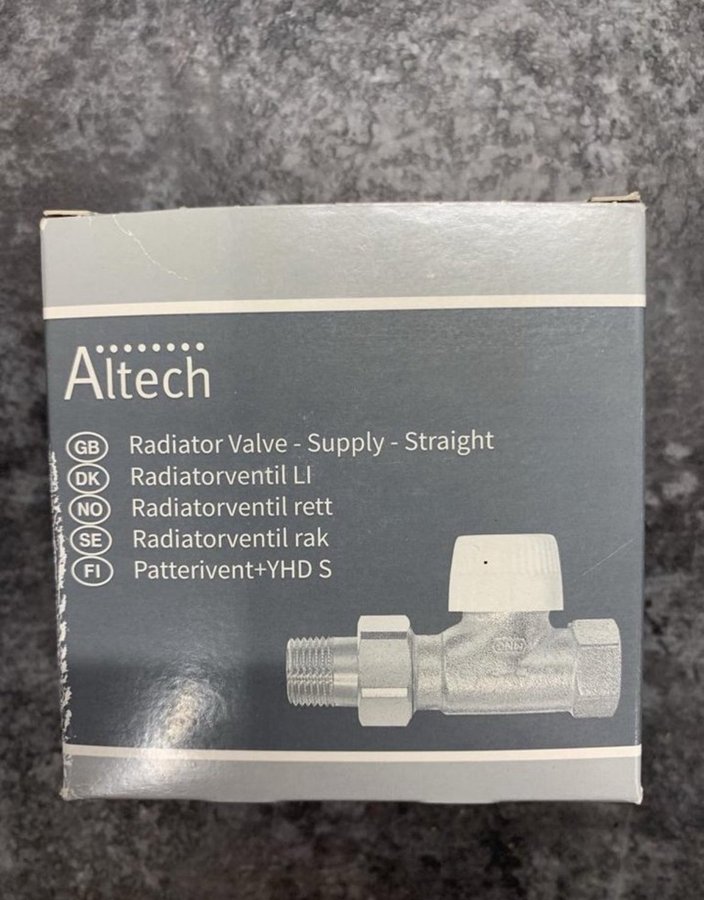 Altech
GB Radiator Valve - Supply - Straight
DK Radiatorventil LI
NO Radiatorventil rett
SE Radiatorventil rak
FI Patterivent+YHD S